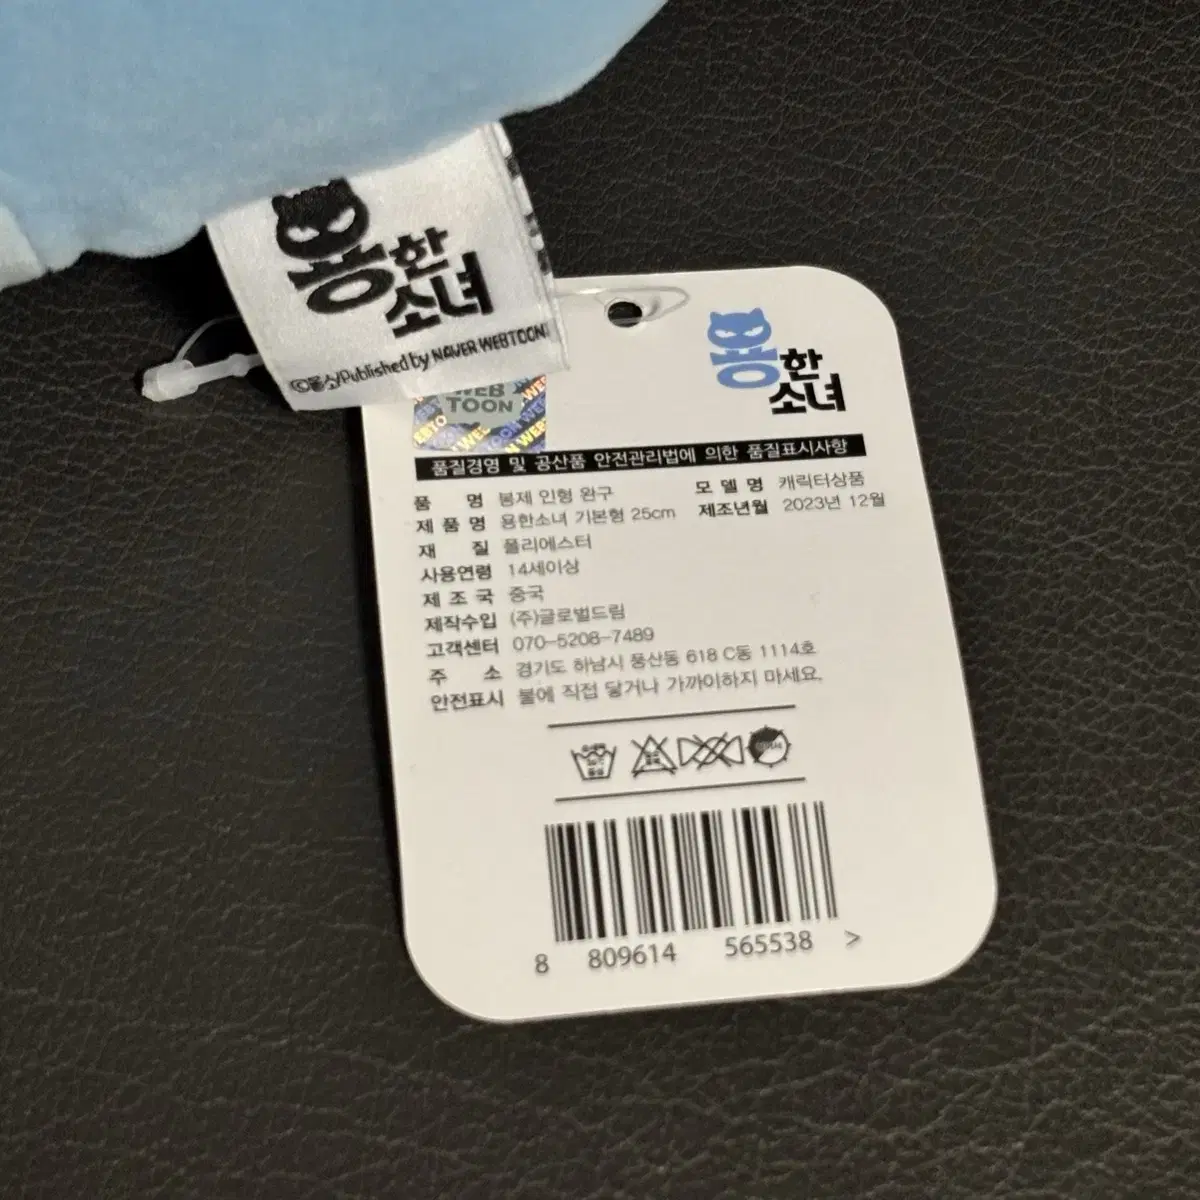 용한
소녀
©용소/Published by NAVER WEBTOON
WEB
TOON
용한
소녀
품질경영 및 공산품 안전관리법에 의한 품질표시사항
품 명 봉제 인형 완구 모 델 명 캐릭터상품
제 품 명 용한소녀 기본형 25cm 제조년월 2023년 12월
재 질 폴리에스터
사용연령 14세이상
제 조 국 중국
제작수입 (주)글로벌드림
고객센터 070-5208-7489
주 소 경기도 하남시 풍산동 618 C동 1114호
안전표시 불에 직접 닿거나 가까이하지 마세요.
8 809614 565538 >